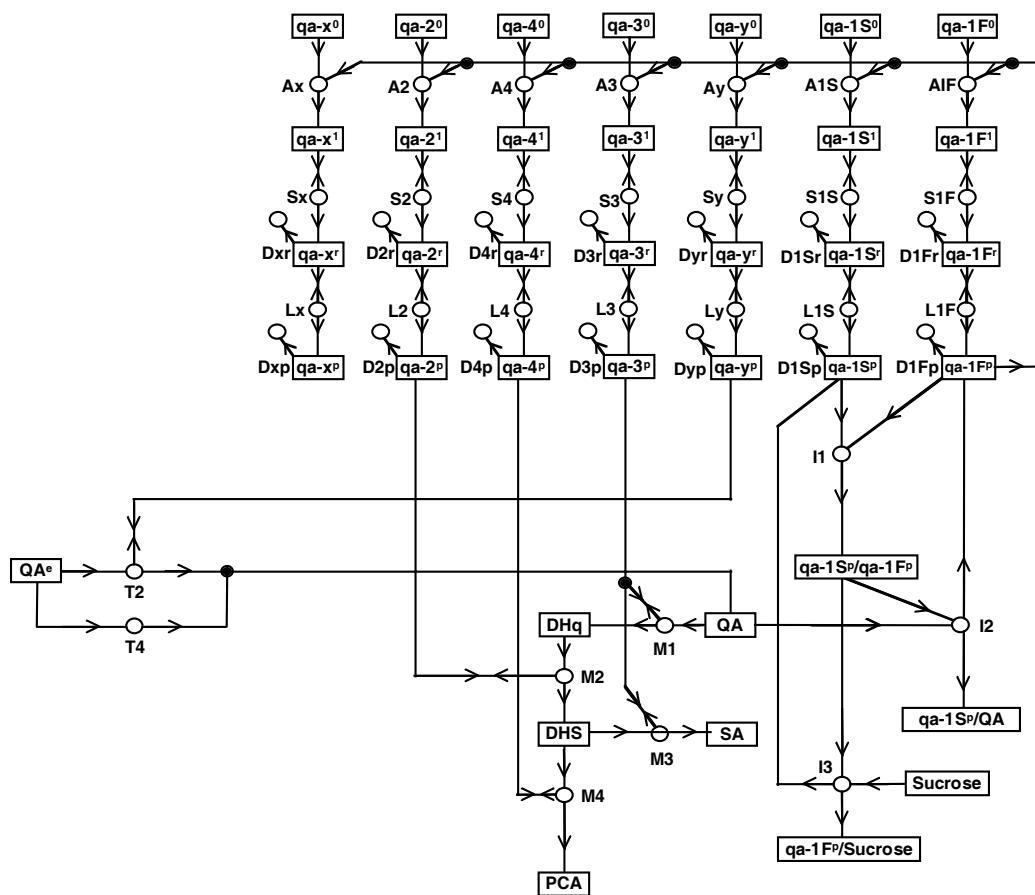 qa-x⁰ qa-2⁰ qa-4⁰ qa-3⁰ qa-y⁰ qa-1S⁰ qa-1F⁰
Ax A2 A4 A3 Ay A1S AIF
qa-x¹ qa-2¹ qa-4¹ qa-3¹ qa-y¹ qa-1S¹ qa-1F¹
Sx S2 S4 S3 Sy S1S S1F
Dxr qa-xʳ D2r qa-2ʳ D4r qa-4ʳ D3r qa-3ʳ Dyr qa-yʳ D1Sr qa-1Sʳ D1Fr qa-1Fʳ
Lx L2 L4 L3 Ly L1S L1F
Dxp qa-xᵖ D2p qa-2ᵖ D4p qa-4ᵖ D3p qa-3ᵖ Dyp qa-yᵖ D1Sp qa-1Sᵖ D1Fp qa-1Fᵖ
I1
QAᵉ qa-1Sᵖ/qa-1Fᵖ
T2
T4 DHq M1 QA I2
M2
qa-1Sᵖ/QA
DHS M3 SA
I3
M4 Sucrose
qa-1Fᵖ/Sucrose
PCA